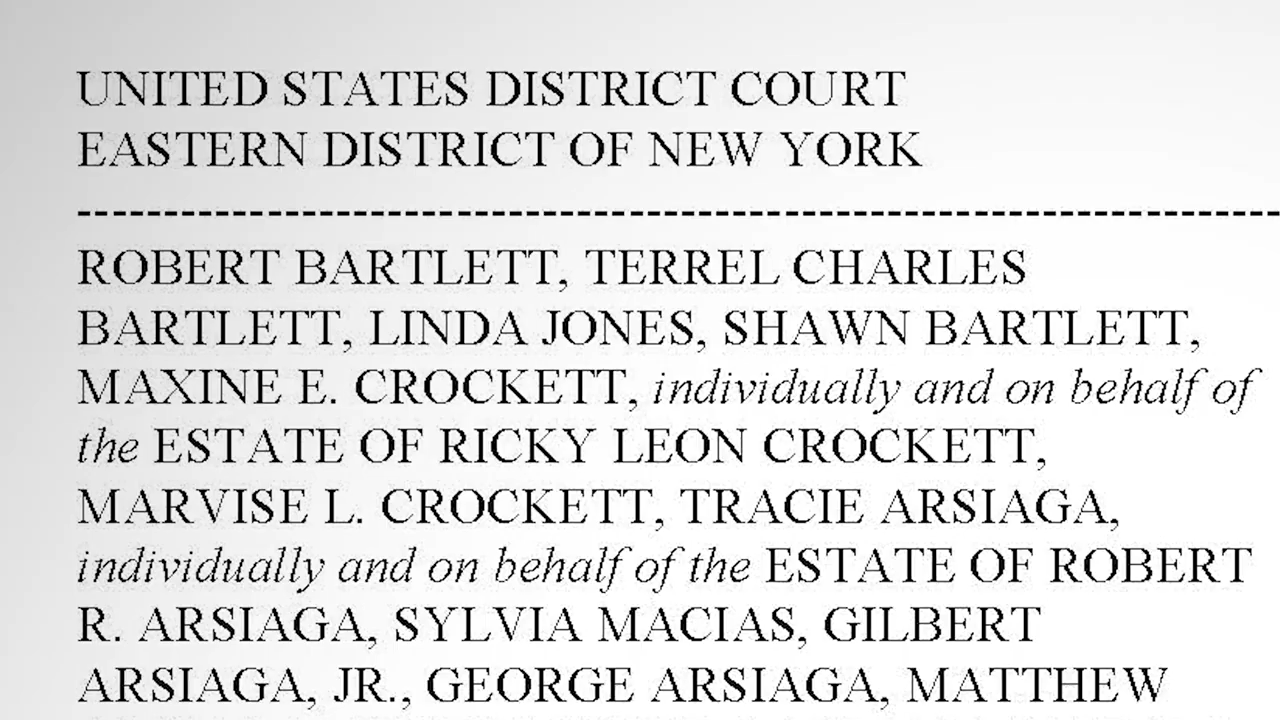 UNITED STATES DISTRICT COURT
EASTERN DISTRICT OF NEW YORK
-----------------------------------------------------------------------------------
ROBERT BARTLETT, TERREL CHARLES
BARTLETT, LINDA JONES, SHAWN BARTLETT,
MAXINE E. CROCKETT, individually and on behalf of
the ESTATE OF RICKY LEON CROCKETT,
MARVISE L. CROCKETT, TRACIE ARSIAGA,
individually and on behalf of the ESTATE OF ROBERT
R. ARSIAGA, SYLVIA MACIAS, GILBERT
ARSIAGA, JR., GEORGE ARSIAGA, MATTHEW